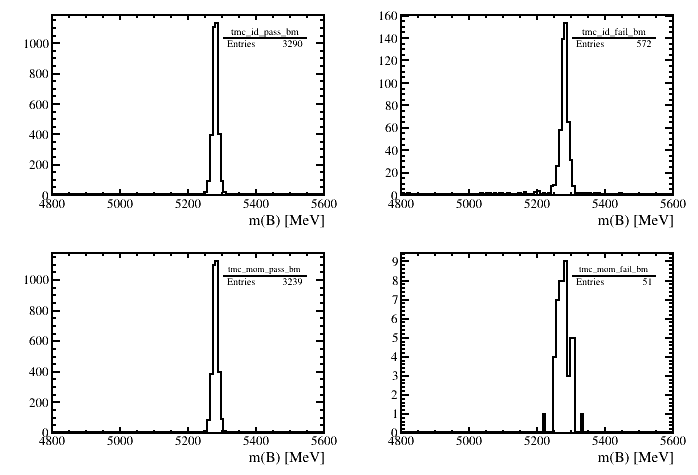 tmc_id_pass_bm
Entries 3290
1000
800
600
400
200
0
4800 5000 5200 5400 5600
m(B) [MeV]
tmc_id_fail_bm
Entries 572
160
140
120
100
80
60
40
20
0
4800 5000 5200 5400 5600
m(B) [MeV]
tmc_mom_pass_bm
Entries 3239
1000
800
600
400
200
0
4800 5000 5200 5400 5600
m(B) [MeV]
tmc_mom_fail_bm
Entries 51
9
8
7
6
5
4
3
2
1
0
4800 5000 5200 5400 5600
m(B) [MeV]